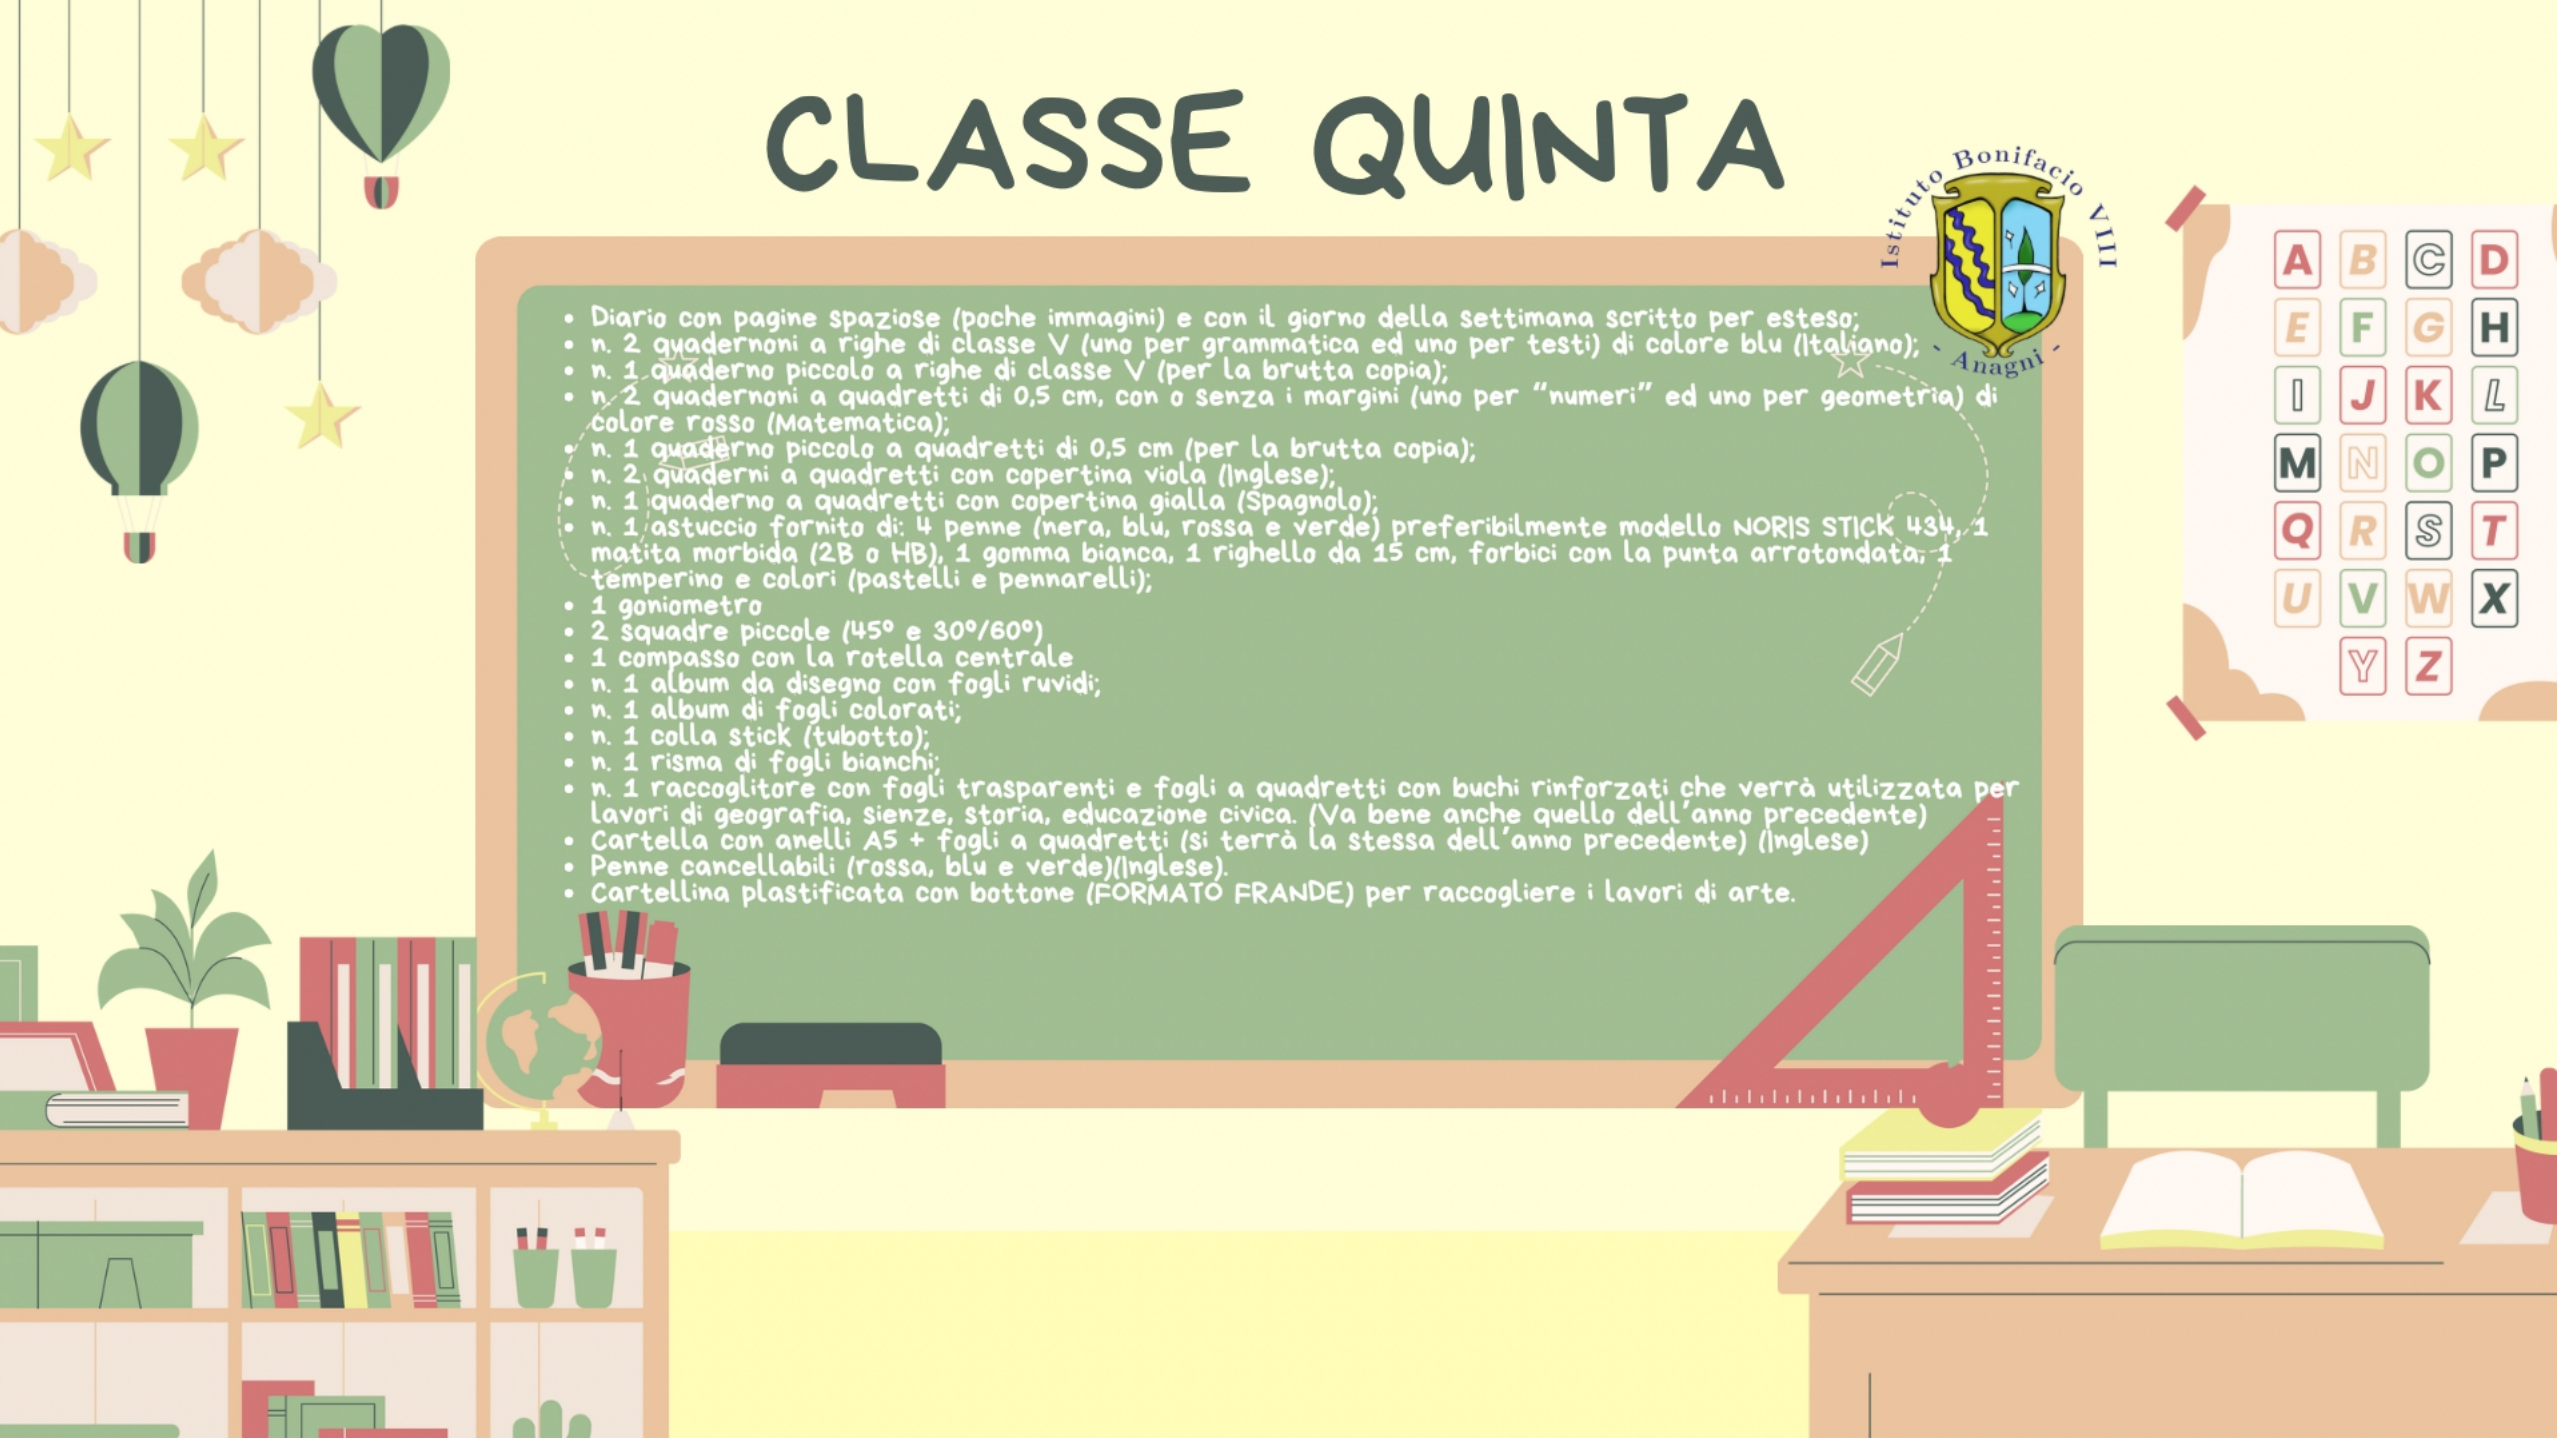 CLASSE QUINTA
Istituto Bonifacio VIII
- Anagni -
• Diario con pagine spaziose (poche immagini) e con il giorno della settimana scritto per esteso;
• n. 2 quadernoni a righe di classe V (uno per grammatica ed uno per testi) di colore blu (Italiano);
• n. 1 quaderno piccolo a righe di classe V (per la brutta copia);
• n. 2 quadernoni a quadretti di 0,5 cm, con o senza i margini (uno per “numeri” ed uno per geometria) di
colore rosso (Matematica);
• n. 1 quaderno piccolo a quadretti di 0,5 cm (per la brutta copia);
• n. 2 quaderni a quadretti con copertina viola (Inglese);
• n. 1 quaderno a quadretti con copertina gialla (Spagnolo);
• n. 1 astuccio fornito di: 4 penne (nera, blu, rossa e verde) preferibilmente modello NORIS STICK 434, 1
matita morbida (2B o HB), 1 gomma bianca, 1 righello da 15 cm, forbici con la punta arrotondata, 1
temperino e colori (pastelli e pennarelli);
• 1 goniometro
• 2 squadre piccole (45° e 30°/60°)
• 1 compasso con la rotella centrale
• n. 1 album da disegno con fogli ruvidi;
• n. 1 album di fogli colorati;
• n. 1 colla stick (tubotto);
• n. 1 risma di fogli bianchi;
• n. 1 raccoglitore con fogli trasparenti e fogli a quadretti con buchi rinforzati che verrà utilizzata per
lavori di geografia, sienze, storia, educazione civica. (Va bene anche quello dell’anno precedente)
• Cartella con anelli A5 + fogli a quadretti (si terrà la stessa dell’anno precedente) (Inglese)
• Penne cancellabili (rossa, blu e verde)(Inglese).
• Cartellina plastificata con bottone (FORMATO FRANDE) per raccogliere i lavori di arte.
A B C D
E F G H
I J K L
M N O P
Q R S T
U V W X
Y Z